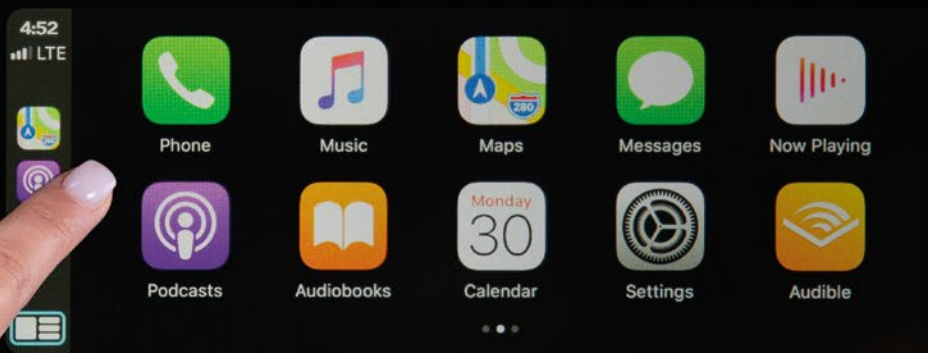 4:52
LTE
280
Phone
Music
Maps
Messages
Now Playing
Monday
30
Podcasts
Audiobooks
Calendar
Settings
Audible